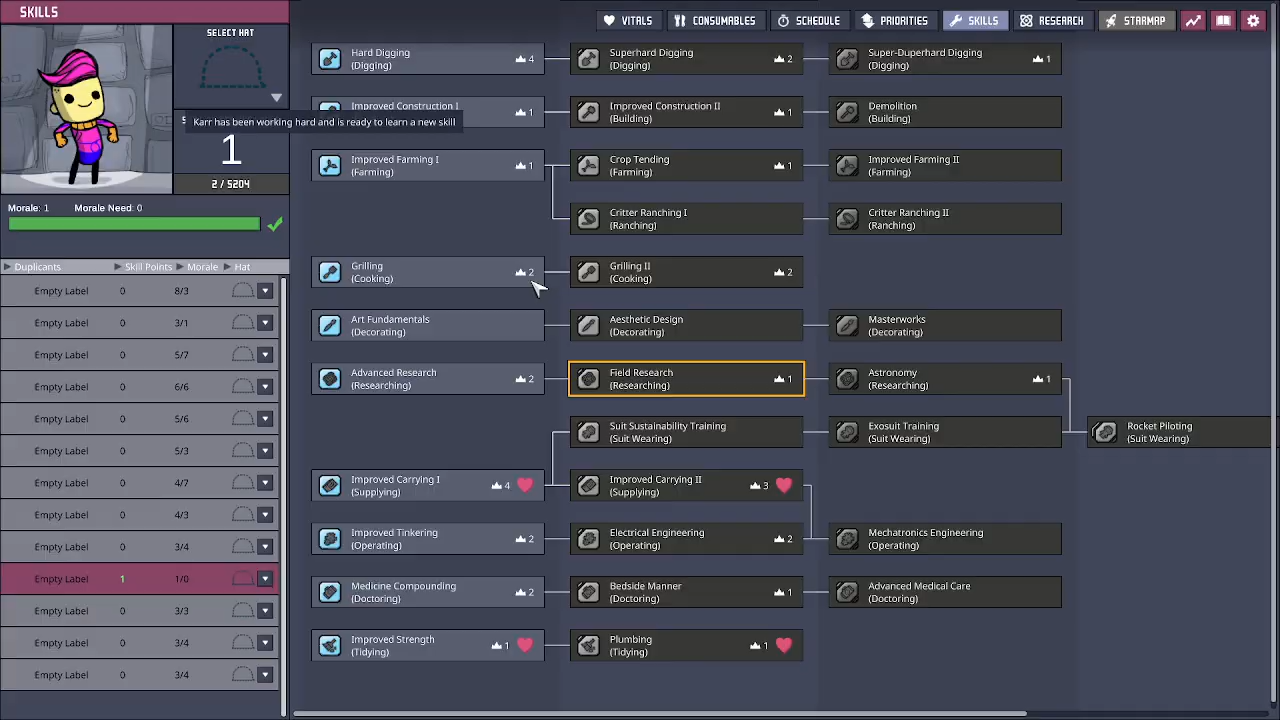 SKILLS
VITALS
CONSUMABLES
SCHEDULE
PRIORITIES
SKILLS
RESEARCH
STARMAP
SELECT HAT
Karr has been working hard and is ready to learn a new skill
1
2 / 5204
Morale: 1
Morale Need: 0
Duplicants
Skill Points
Morale
Hat
Empty Label 0 8/3
Empty Label 0 3/1
Empty Label 0 5/7
Empty Label 0 6/6
Empty Label 0 5/6
Empty Label 0 5/3
Empty Label 0 4/7
Empty Label 0 4/3
Empty Label 0 3/4
Empty Label 1 1/0
Empty Label 0 3/3
Empty Label 0 3/4
Empty Label 0 3/4
Hard Digging
(Digging)
4
Superhard Digging
(Digging)
2
Super-Duperhard Digging
(Digging)
1
Improved Construction I
1
Improved Construction II
(Building)
1
Demolition
(Building)
Improved Farming I
(Farming)
1
Crop Tending
(Farming)
1
Improved Farming II
(Farming)
Critter Ranching I
(Ranching)
Critter Ranching II
(Ranching)
Grilling
(Cooking)
2
Grilling II
(Cooking)
2
Art Fundamentals
(Decorating)
Aesthetic Design
(Decorating)
Masterworks
(Decorating)
Advanced Research
(Researching)
2
Field Research
(Researching)
1
Astronomy
(Researching)
1
Suit Sustainability Training
(Suit Wearing)
Exosuit Training
(Suit Wearing)
Rocket Piloting
(Suit Wearing)
Improved Carrying I
(Supplying)
4
Improved Carrying II
(Supplying)
3
Improved Tinkering
(Operating)
2
Electrical Engineering
(Operating)
2
Mechatronics Engineering
(Operating)
Medicine Compounding
(Doctoring)
2
Bedside Manner
(Doctoring)
1
Advanced Medical Care
(Doctoring)
Improved Strength
(Tidying)
1
Plumbing
(Tidying)
1